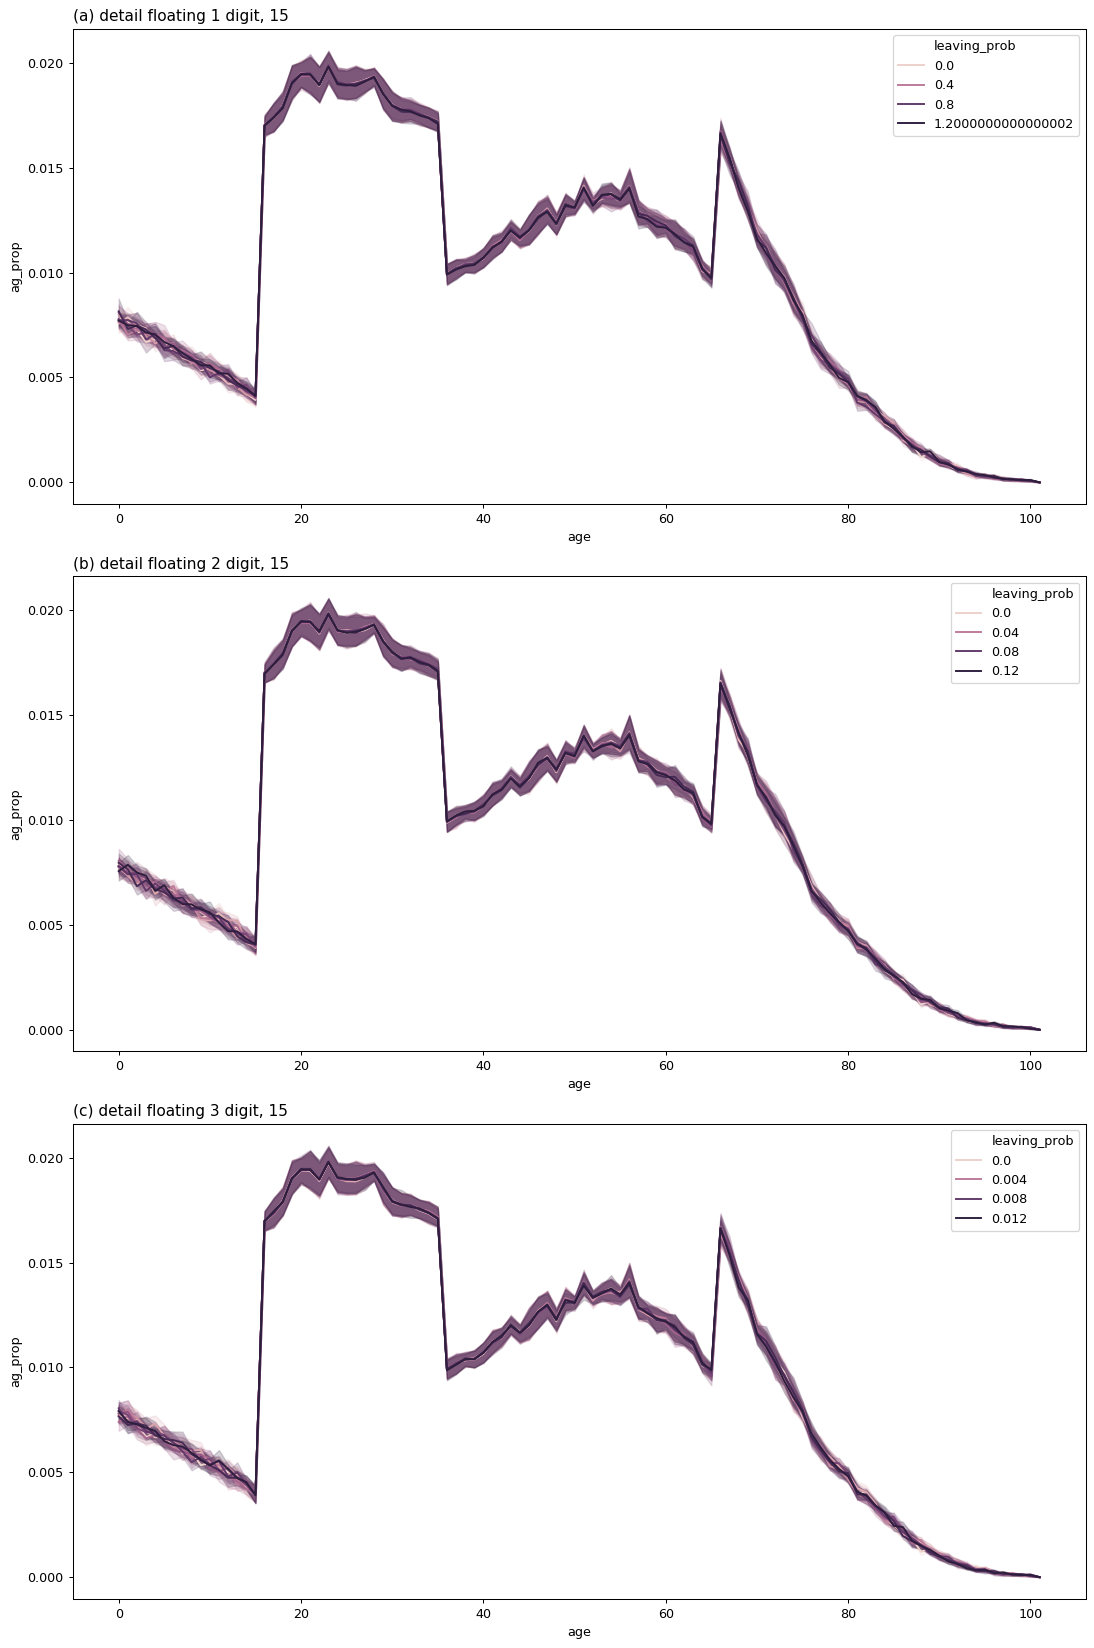 (a) detail floating 1 digit, 15
leaving_prob
0.0
0.4
0.8
1.2000000000000002
0.020
0.015
0.010
0.005
0.000
ag_prop
0 20 40 60 80 100
age
(b) detail floating 2 digit, 15
leaving_prob
0.0
0.04
0.08
0.12
0.020
0.015
0.010
0.005
0.000
ag_prop
0 20 40 60 80 100
age
(c) detail floating 3 digit, 15
leaving_prob
0.0
0.004
0.008
0.012
0.020
0.015
0.010
0.005
0.000
ag_prop
0 20 40 60 80 100
age